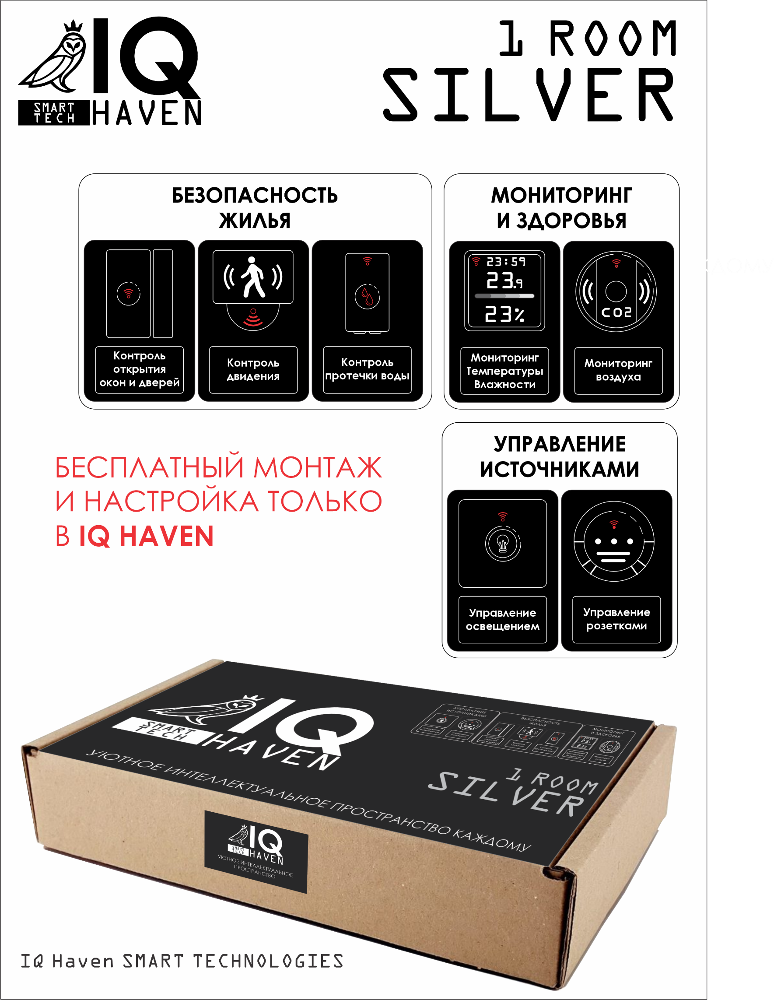 IQ
SMART
TECH
HAVEN
1 ROOM
SILVER
БЕЗОПАСНОСТЬ
ЖИЛЬЯ
Контроль
открытия
окон и дверей
Контроль
двидения
Контроль
протечки воды
МОНИТОРИНГ
И ЗДОРОВЬЯ
23:59
23.9
23%
Мониторинг
Температуры
Влажности
CO2
Мониторинг
воздуха
БЕСПЛАТНЫЙ МОНТАЖ
И НАСТРОЙКА ТОЛЬКО
В IQ HAVEN
УПРАВЛЕНИЕ
ИСТОЧНИКАМИ
Управление
освещением
Управление
розетками
IQ
SMART
TECH
HAVEN
УЮТНОЕ ИНТЕЛЛЕКТУАЛЬНОЕ ПРОСТРАНСТВО КАЖДОМУ
УПРАВЛЕНИЕ
ИСТОЧНИКАМИ
БЕЗОПАСНОСТЬ
ЖИЛЬЯ
МОНИТОРИНГ
И ЗДОРОВЬЯ
1 ROOM
SILVER
IQ
SMART
TECH
HAVEN
УЮТНОЕ ИНТЕЛЛЕКТУАЛЬНОЕ
ПРОСТРАНСТВО
IQ Haven SMART TECHNOLOGIES